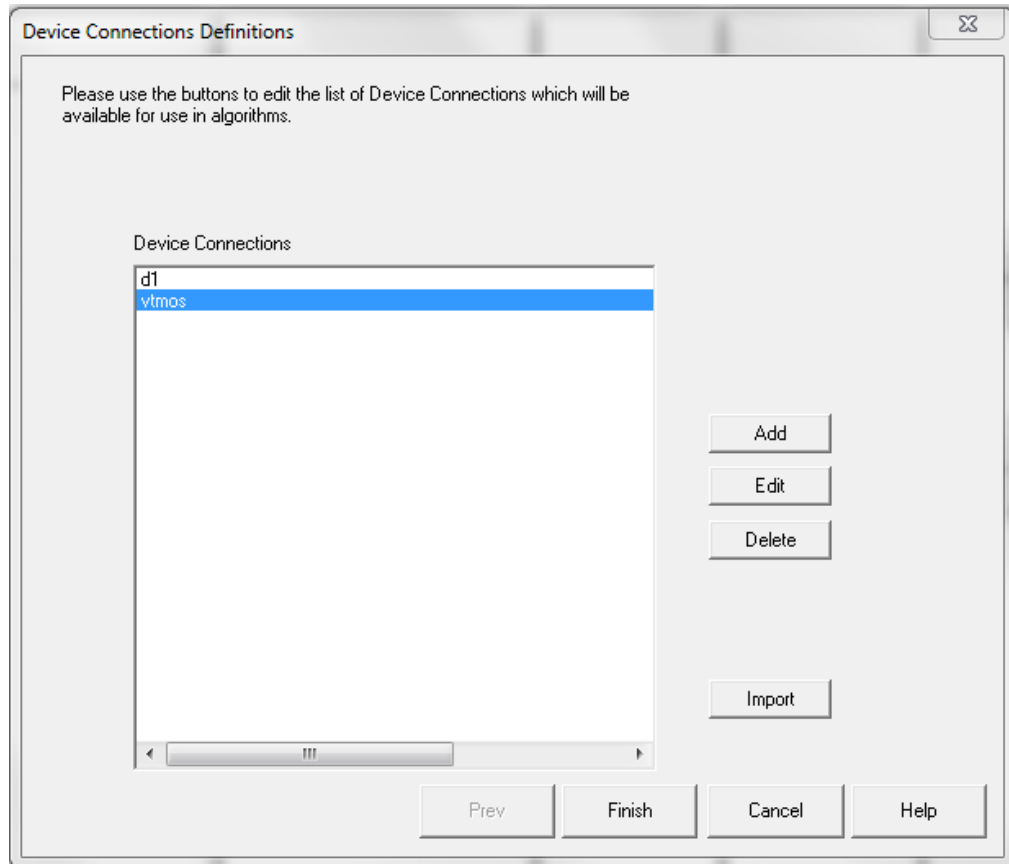 Device Connections Definitions
Please use the buttons to edit the list of Device Connections which will be
available for use in algorithms.
Device Connections
d1
vtmos
Add
Edit
Delete
Import
Prev
Finish
Cancel
Help